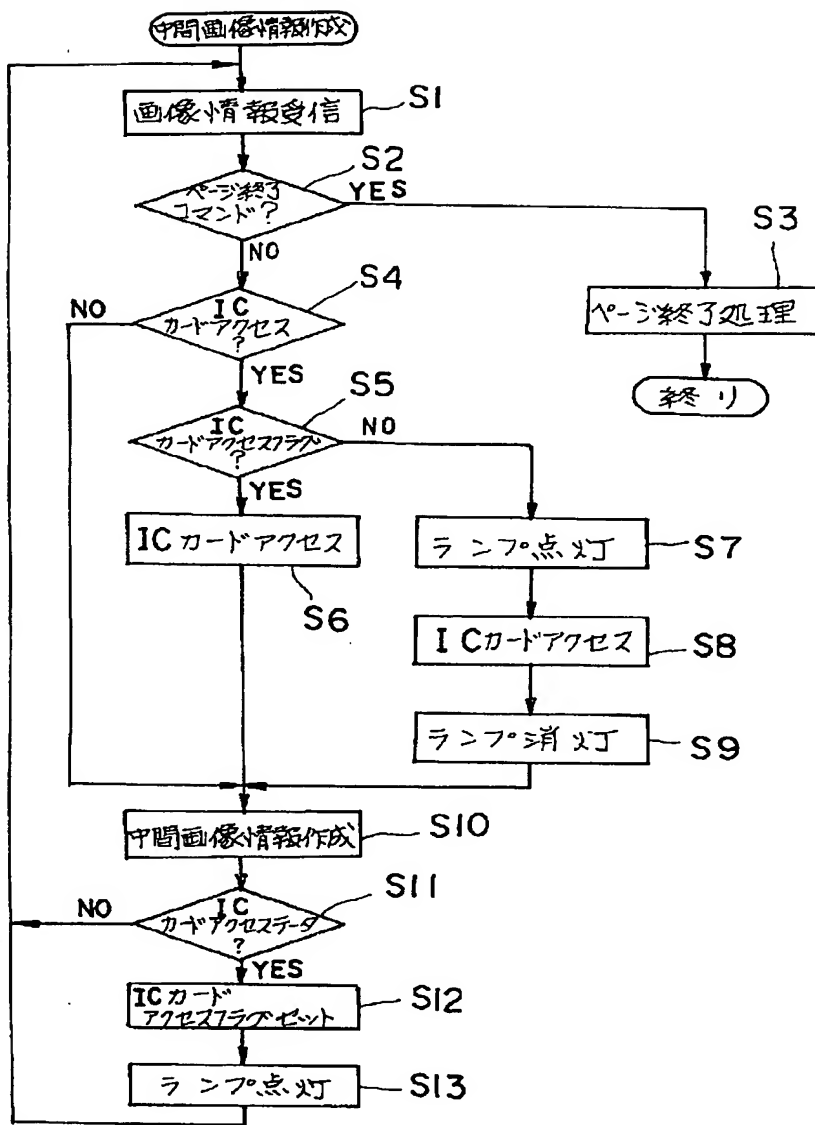 中間画像情報作成
画像情報受信
S1
S2
ページ終了
コマンド?
YES
NO
S3
ページ終了処理
終り
S4
NO
IC
カードアクセス
?
YES
S5
IC
カードアクセスフラグ
?
NO
YES
ICカードアクセス
S6
ランプ点灯
S7
ICカードアクセス
S8
ランプ消灯
S9
中間画像情報作成
S10
S11
NO
IC
カードアクセスデータ
?
YES
ICカード
アクセスフラグセット
S12
ランプ点灯
S13